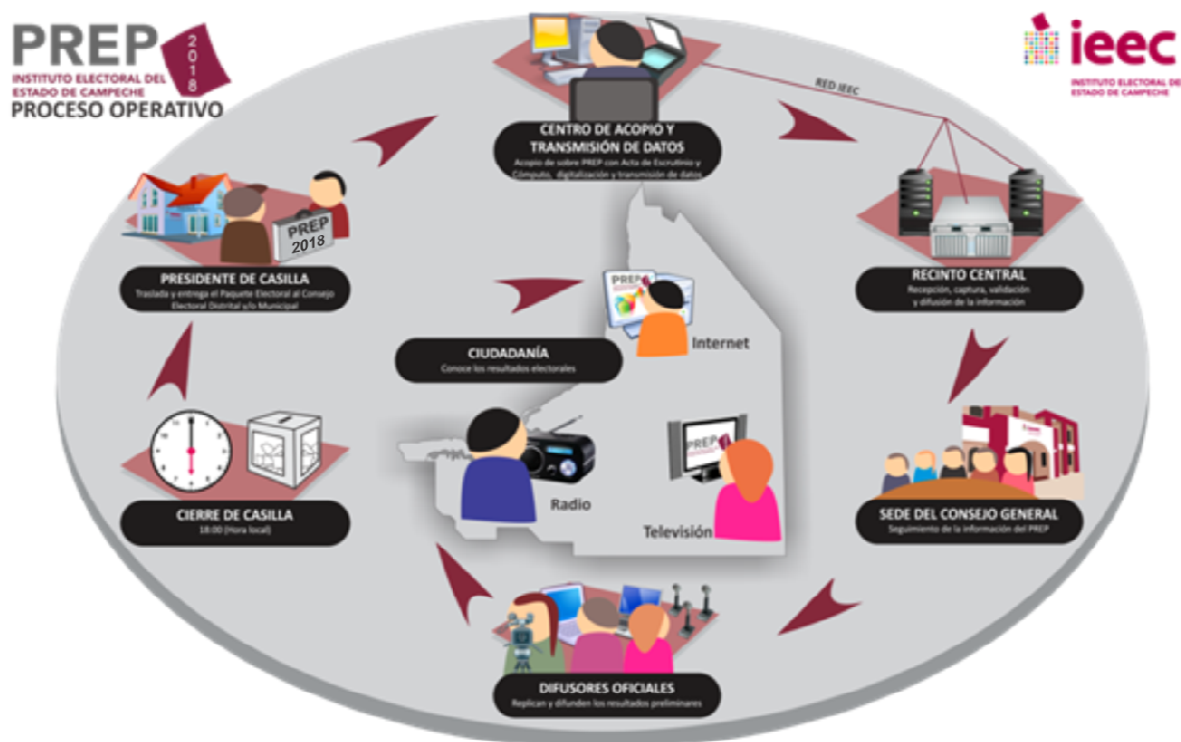 PREP
2018
INSTITUTO ELECTORAL DEL
ESTADO DE CAMPECHE
PROCESO OPERATIVO
ieec
INSTITUTO ELECTORAL DE
ESTADO DE CAMPECHE
RED IEEC
CENTRO DE ACOPIO Y
TRANSMISIÓN DE DATOS
Acopio de sobre PREP con Acta de Escrutinio y
Cómputo, digitalización y transmisión de datos
PREP
2018
PRESIDENTE DE CASILLA
Traslada y entrega el Paquete Electoral al Consejo
Electoral Distrital y/o Municipal
RECINTO CENTRAL
Recepción, captura, validación
y difusión de la información
PREP
Internet
CIUDADANÍA
Conoce los resultados electorales
CIERRE DE CASILLA
18:00 (Hora local)
Radio
PREP
Televisión
ieec
SEDE DEL CONSEJO GENERAL
Seguimiento de la información del PREP
DIFUSORES OFICIALES
Replican y difunden los resultados preliminares